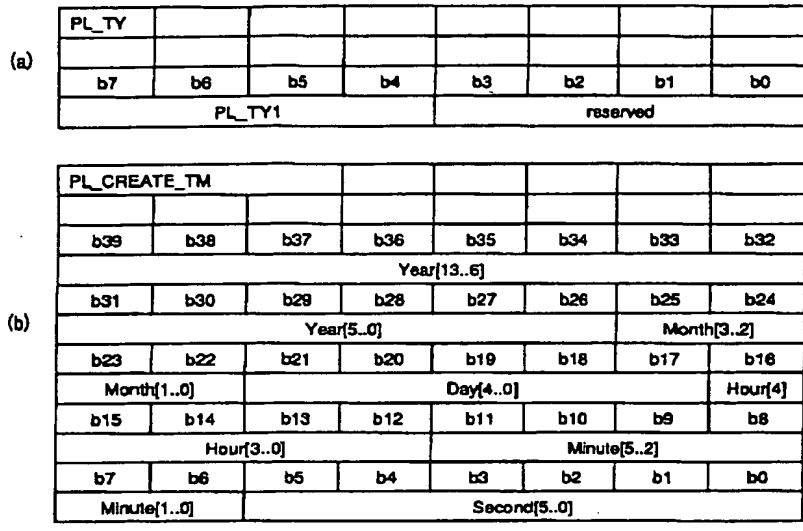 PL_TY
(a)
b7 b6 b5 b4 b3 b2 b1 b0
PL_TY1 reserved
PL_CREATE_TM
b39 b38 b37 b36 b35 b34 b33 b32
Year[13..6]
b31 b30 b29 b28 b27 b26 b25 b24
(b)
Year[5..0] Month[3..2]
b23 b22 b21 b20 b19 b18 b17 b16
Month[1..0] Day[4..0] Hour[4]
b15 b14 b13 b12 b11 b10 b9 b8
Hour[3..0] Minute[5..2]
b7 b6 b5 b4 b3 b2 b1 b0
Minute[1..0] Second[5..0]